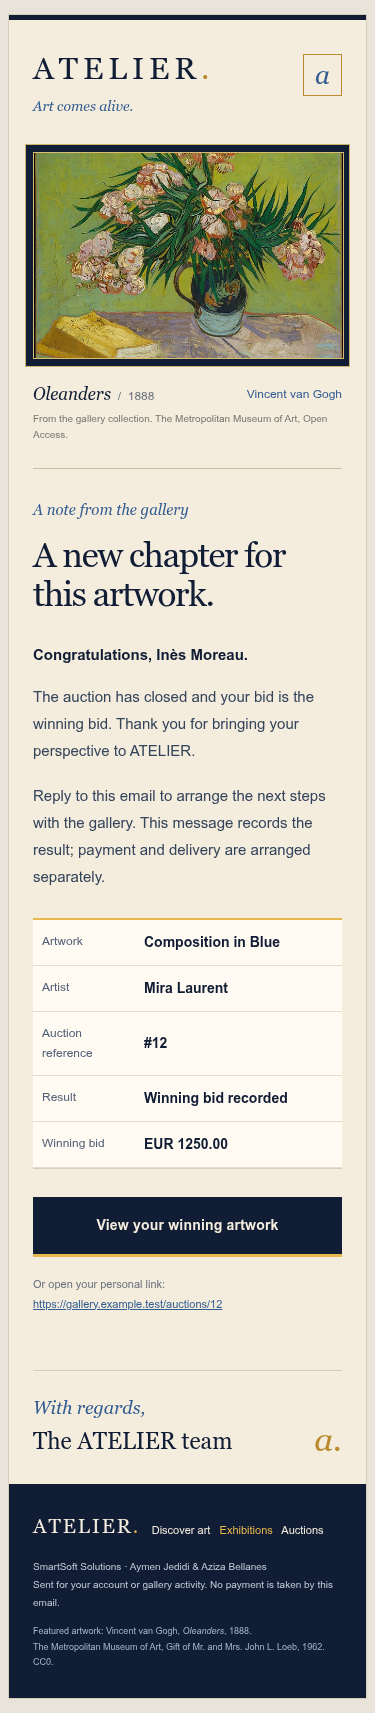 ATELIER.
a
Art comes alive.
Oleanders / 1888 Vincent van Gogh
From the gallery collection. The Metropolitan Museum of Art, Open
Access.
A note from the gallery
A new chapter for
this artwork.
Congratulations, Inès Moreau.
The auction has closed and your bid is the
winning bid. Thank you for bringing your
perspective to ATELIER.
Reply to this email to arrange the next steps
with the gallery. This message records the
result; payment and delivery are arranged
separately.
Artwork Composition in Blue
Artist Mira Laurent
Auction
reference #12
Result Winning bid recorded
Winning bid EUR 1250.00
View your winning artwork
Or open your personal link:
https://gallery.example.test/auctions/12
With regards,
The ATELIER team a.
ATELIER. Discover art Exhibitions Auctions
SmartSoft Solutions · Aymen Jedidi & Aziza Bellanes
Sent for your account or gallery activity. No payment is taken by this
email.
Featured artwork: Vincent van Gogh, Oleanders, 1888.
The Metropolitan Museum of Art, Gift of Mr. and Mrs. John L. Loeb, 1962.
CC0.